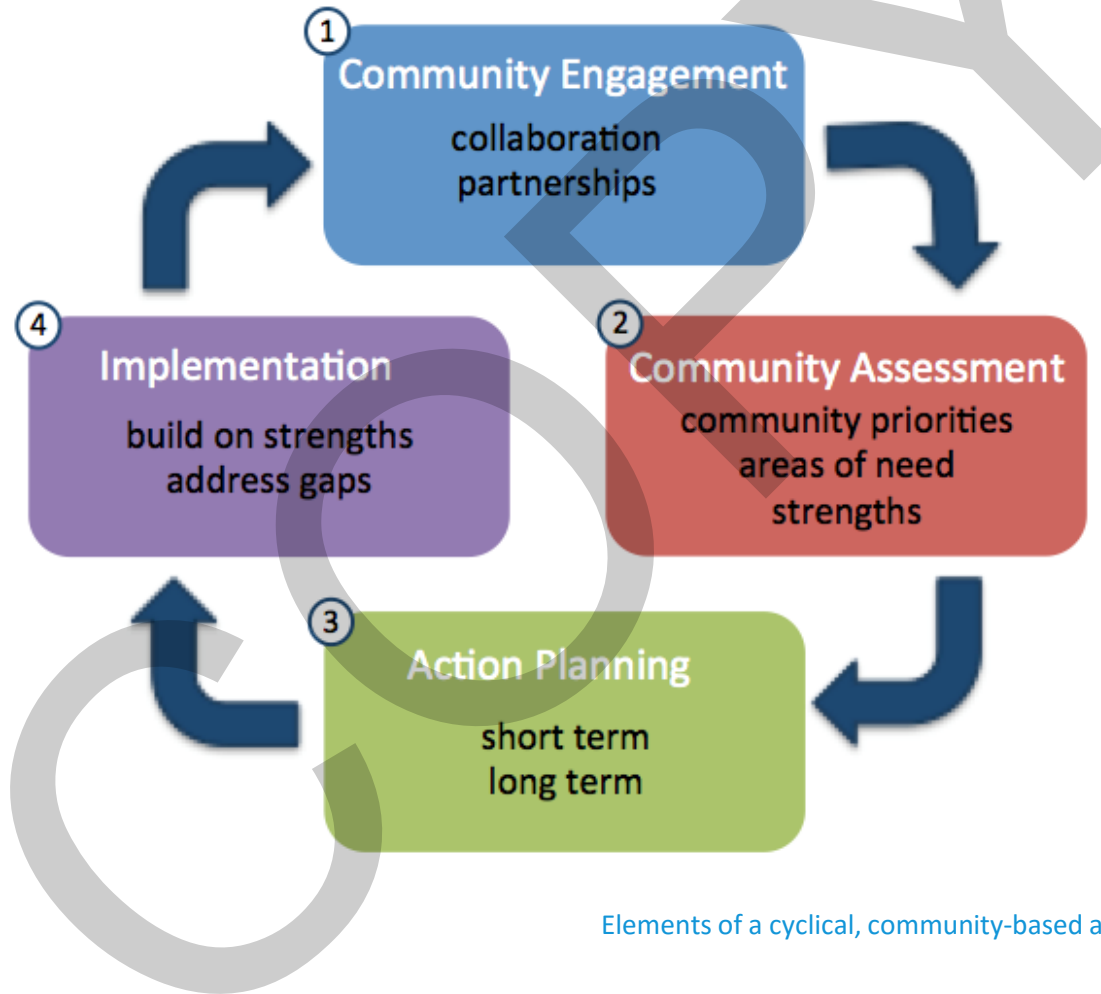 1
Community Engagement
collaboration
partnerships
2
Community Assessment
community priorities
areas of need
strengths
3
Action Planning
short term
long term
4
Implementation
build on strengths
address gaps
Elements of a cyclical, community-based a
COPY